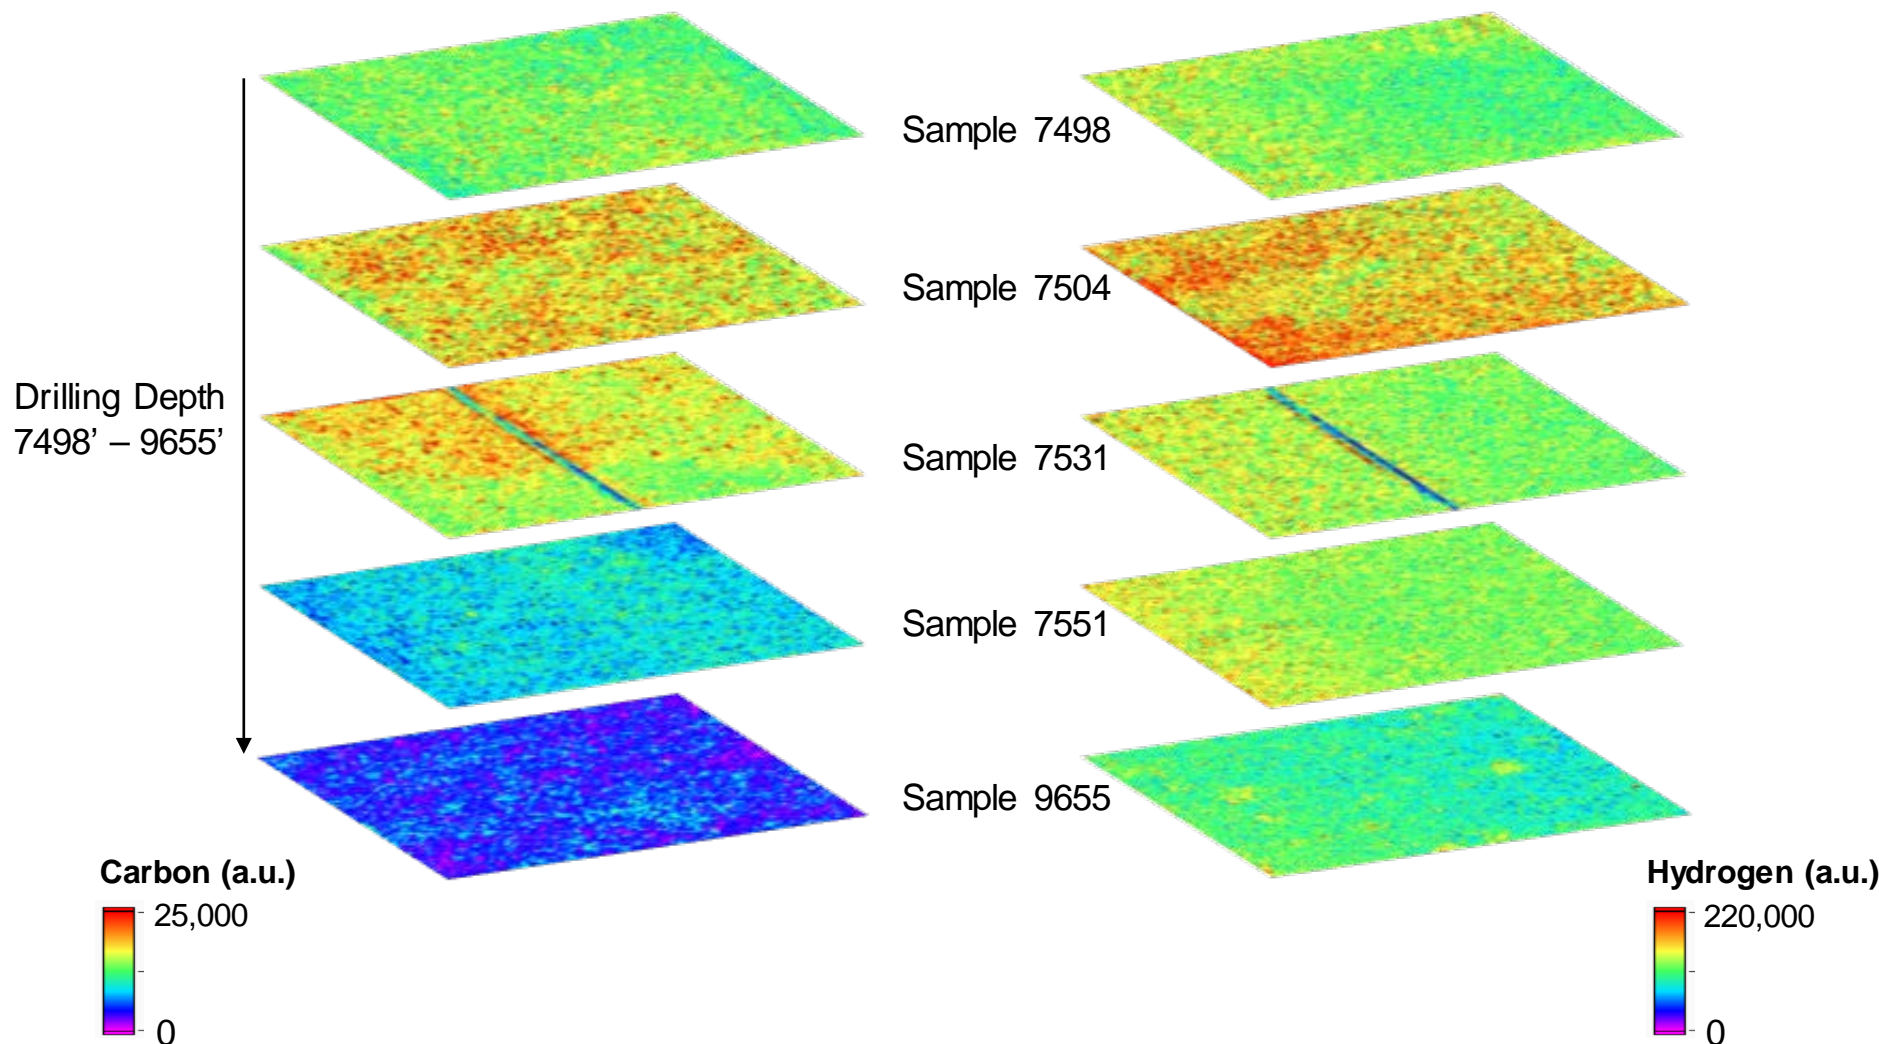 Sample 7498
Sample 7504
Drilling Depth
7498’ – 9655’
Sample 7531
Sample 7551
Sample 9655
Carbon (a.u.)
25,000
0
Hydrogen (a.u.)
220,000
0